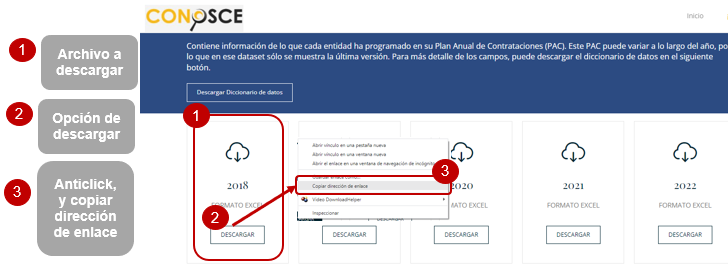 CONOSCE
Inicio
1
Archivo a
descargar
2
Opción de
descargar
3
Anticlick,
y copiar
dirección
de enlace
Contiene información de lo que cada entidad ha programado en su Plan Anual de Contrataciones (PAC). Este PAC puede variar a lo largo del año, po
lo que en ese dataset sólo se muestra la última versión. Para más detalle de los campos, puede descargar el diccionario de datos en el siguiente
botón.
Descargar Diccionario de datos
1
2018
FORMATO EXCEL
DESCARGAR
2
Abrir vínculo en una pestaña nueva
Abrir vínculo en una ventana nueva
Abrir el enlace en una ventana de navegación de incógnito
Copiar dirección de enlace
3
Video DownloadHelper
Inspeccionar
2020
FORMATO EXCEL
DESCARGAR
2021
FORMATO EXCEL
DESCARGAR
2022
FORMATO EXCEL
DESCARGAR